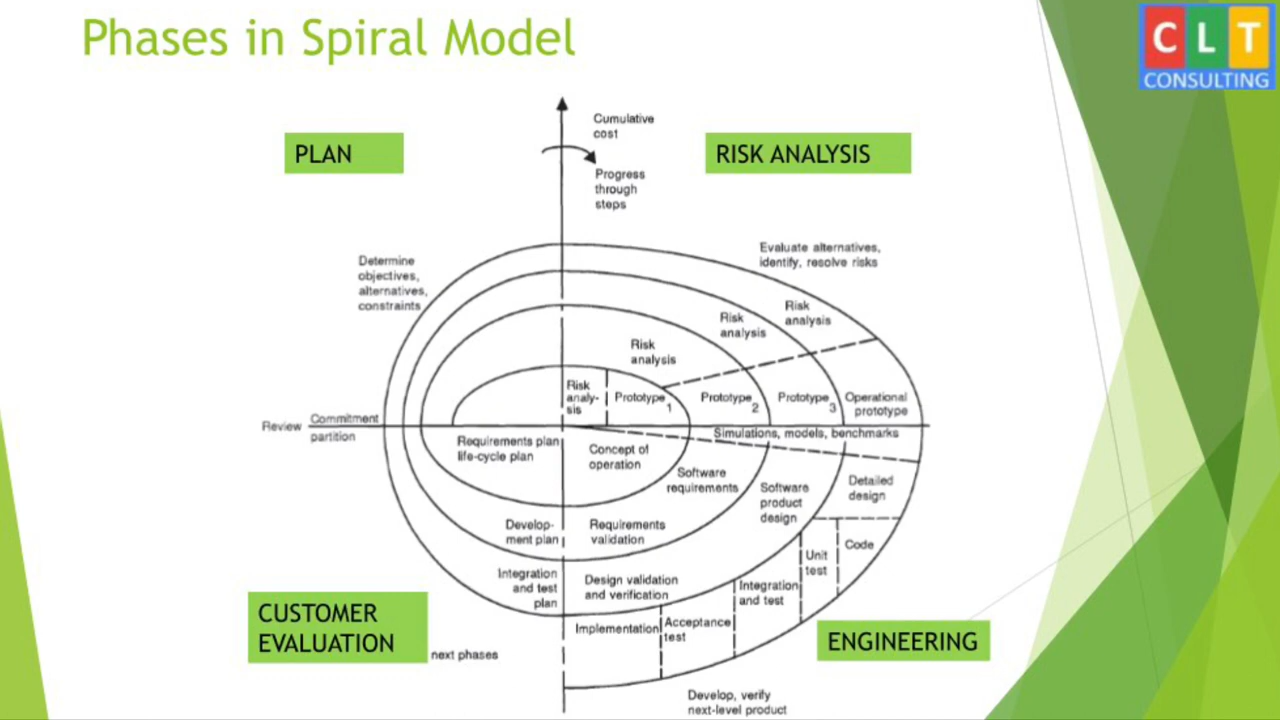 Phases in Spiral Model
C L T
CONSULTING
PLAN
Cumulative
cost
Progress
through
steps
RISK ANALYSIS
Determine
objectives,
alternatives,
constraints
Evaluate alternatives,
identify, resolve risks
Risk
analysis
Risk
analysis
Risk
analysis
Risk
analy-
sis
Prototype 1
Prototype 2
Prototype 3
Operational
prototype
Review
Commitment
partition
Simulations, models, benchmarks
Requirements plan
life-cycle plan
Concept of
operation
Software
requirements
Software
product
design
Detailed
design
Develop-
ment plan
Requirements
validation
Code
Unit
test
Integration
and test
plan
Design validation
and verification
Integration
and test
Acceptance
test
Implementation
CUSTOMER
EVALUATION
next phases
ENGINEERING
Develop, verify
next-level product